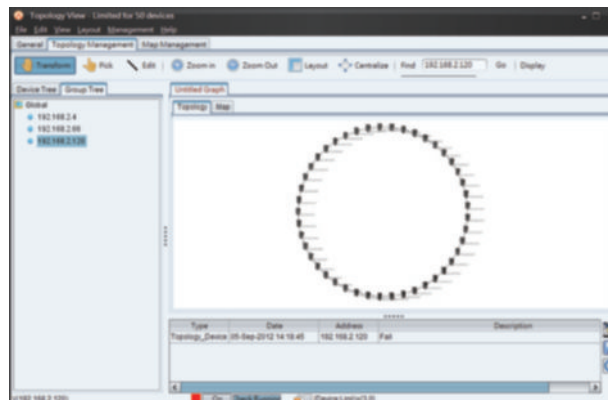 Topology View - Limited for 50 devices
File Edit View Layout Management Help
General Topology Management Map Management
Transform Pick Edit Zoom in Zoom Out Layout Centralize Find 192.168.2.120 Go Display
Device Tree Group Tree
Untitled Graph
Global
Topology Map
192.168.2.4
192.168.2.66
192.168.2.120
Type Date Address Description
Topology_Device 05-Sep-2012 14:18:45 192.168.2.120 Fail